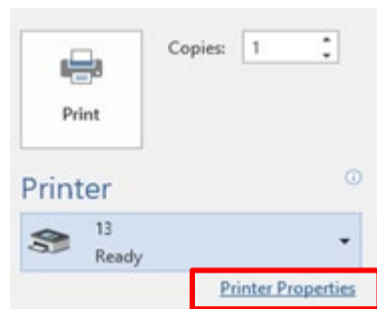 Copies: 1
Print
Printer
13
Ready
Printer Properties